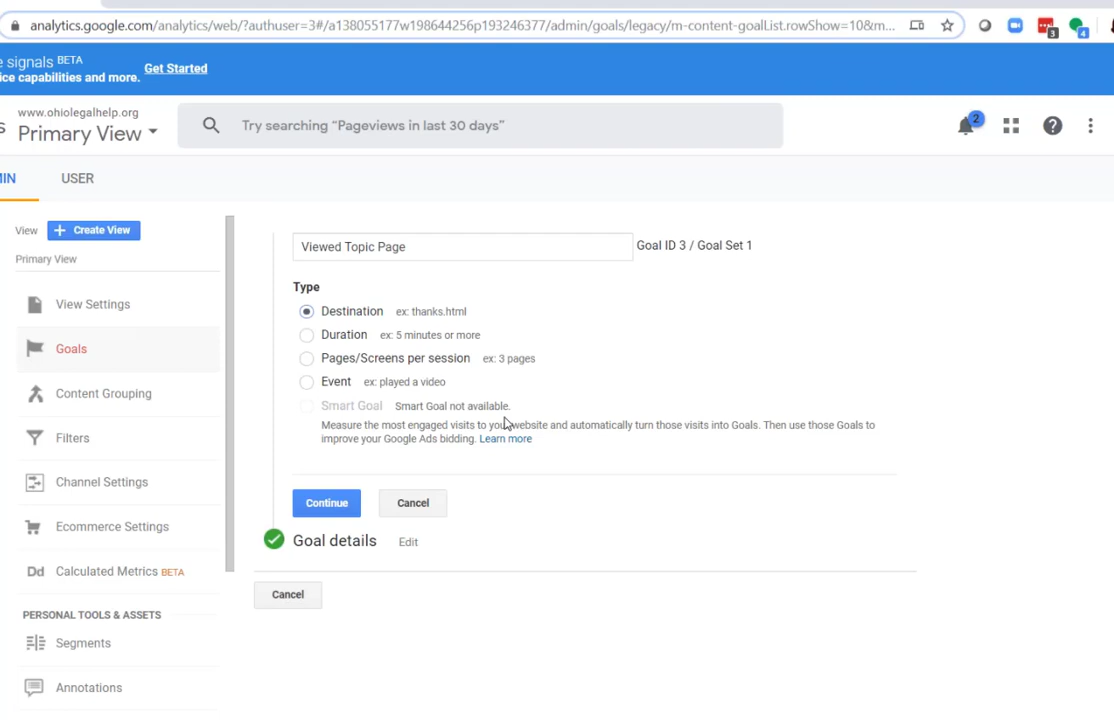 analytics.google.com/analytics/web/?authuser=3#/a138055177w198644256p193246377/admin/goals/legacy/m-content-goalList.rowShow=10&m...
3
4
e signals BETA
ice capabilities and more. Get Started
www.ohiolegalhelp.org
s Primary View
Try searching “Pageviews in last 30 days”
2
MIN USER
View + Create View
Primary View
View Settings
Goals
Content Grouping
Filters
Channel Settings
Ecommerce Settings
Dd Calculated Metrics BETA
PERSONAL TOOLS & ASSETS
Segments
Annotations
Viewed Topic Page Goal ID 3 / Goal Set 1
Type
Destination ex: thanks.html
Duration ex: 5 minutes or more
Pages/Screens per session ex: 3 pages
Event ex: played a video
Smart Goal Smart Goal not available.
Measure the most engaged visits to your website and automatically turn those visits into Goals. Then use those Goals to
improve your Google Ads bidding. Learn more
Continue Cancel
Goal details Edit
Cancel